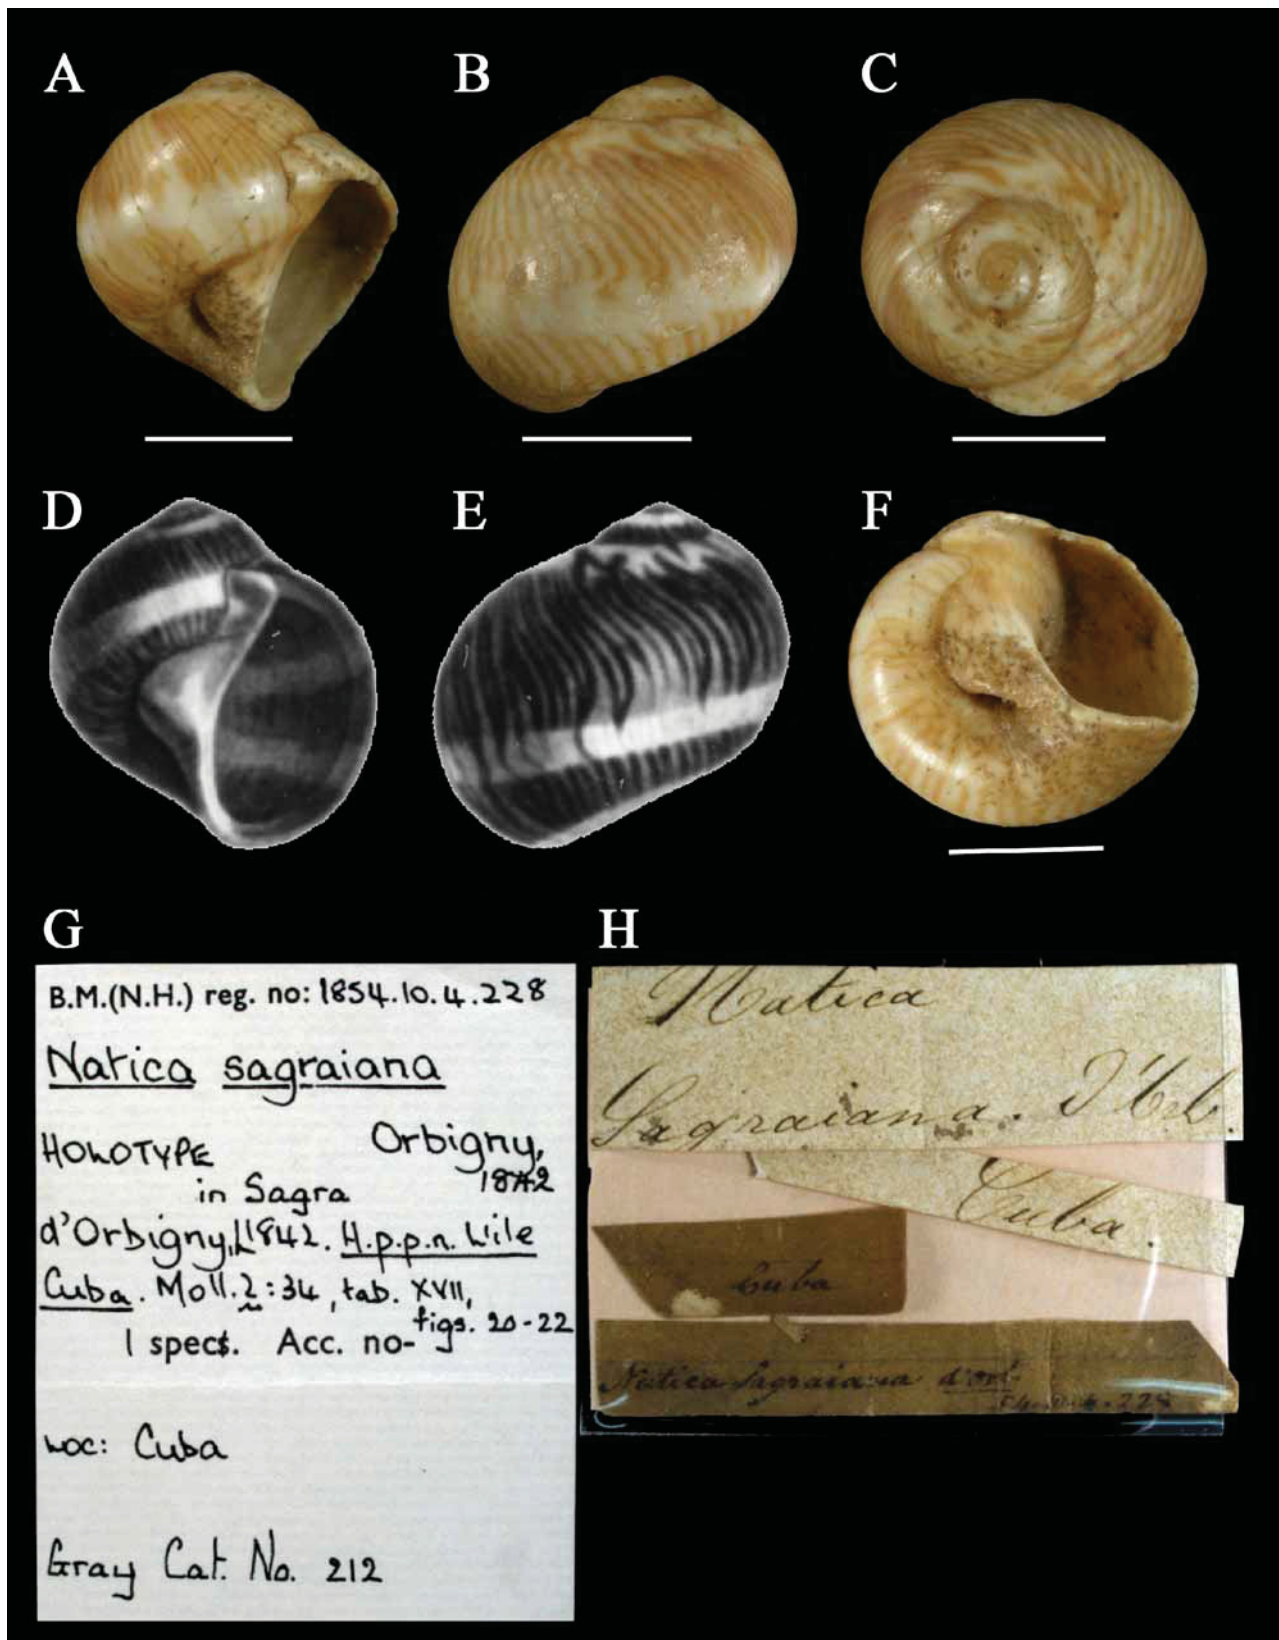 A
B
C
D
E
F
G
H
B.M.(N.H.) reg. no: 1854.10.4.228
Natica sagraiana
HOLOTYPE
Orbigny,
1842
in Sagra
d'Orbigny, 1842. H.p.p.n. L'ile
Cuba. Moll. 2:34, tab. XVII,
figs. 20-22
1 specs. Acc. no-
Loc: Cuba
Gray Cat. No. 212
Natica
Sagraiana. D'Orb.
Cuba.
Cuba
Natica Sagraiana d'Orb
228